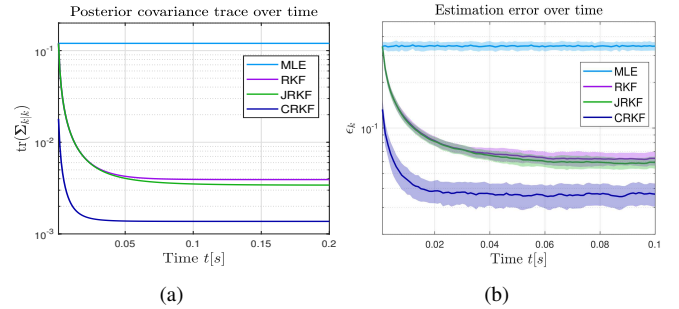 Posterior covariance trace over time
tr(Σ_{k|k})
10^{-1}
10^{-2}
10^{-3}
MLE
RKF
JRKF
CRKF
0.05
0.1
0.15
0.2
Time t[s]
(a)
Estimation error over time
ϵ_k
10^{-1}
MLE
RKF
JRKF
CRKF
0.02
0.04
0.06
0.08
0.1
Time t[s]
(b)